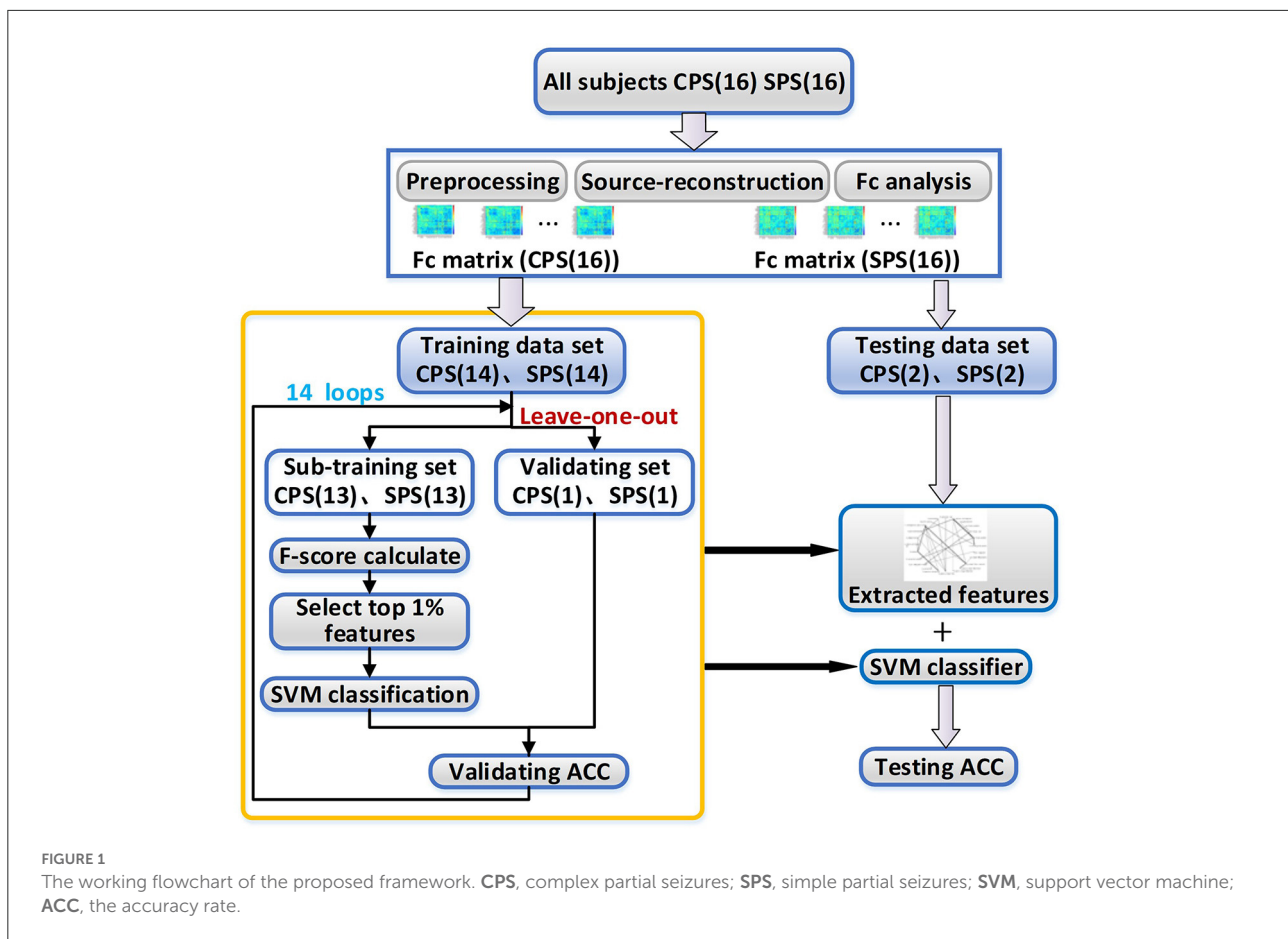 All subjects CPS(16) SPS(16)
Preprocessing
Source-reconstruction
Fc analysis
...
...
Fc matrix (CPS(16))
Fc matrix (SPS(16))
Training data set
CPS(14)、SPS(14)
Testing data set
CPS(2)、SPS(2)
14 loops
Leave-one-out
Sub-training set
CPS(13)、SPS(13)
Validating set
CPS(1)、SPS(1)
F-score calculate
Select top 1%
features
SVM classification
Validating ACC
Extracted features
+
SVM classifier
Testing ACC
FIGURE 1
The working flowchart of the proposed framework. CPS, complex partial seizures; SPS, simple partial seizures; SVM, support vector machine;
ACC, the accuracy rate.